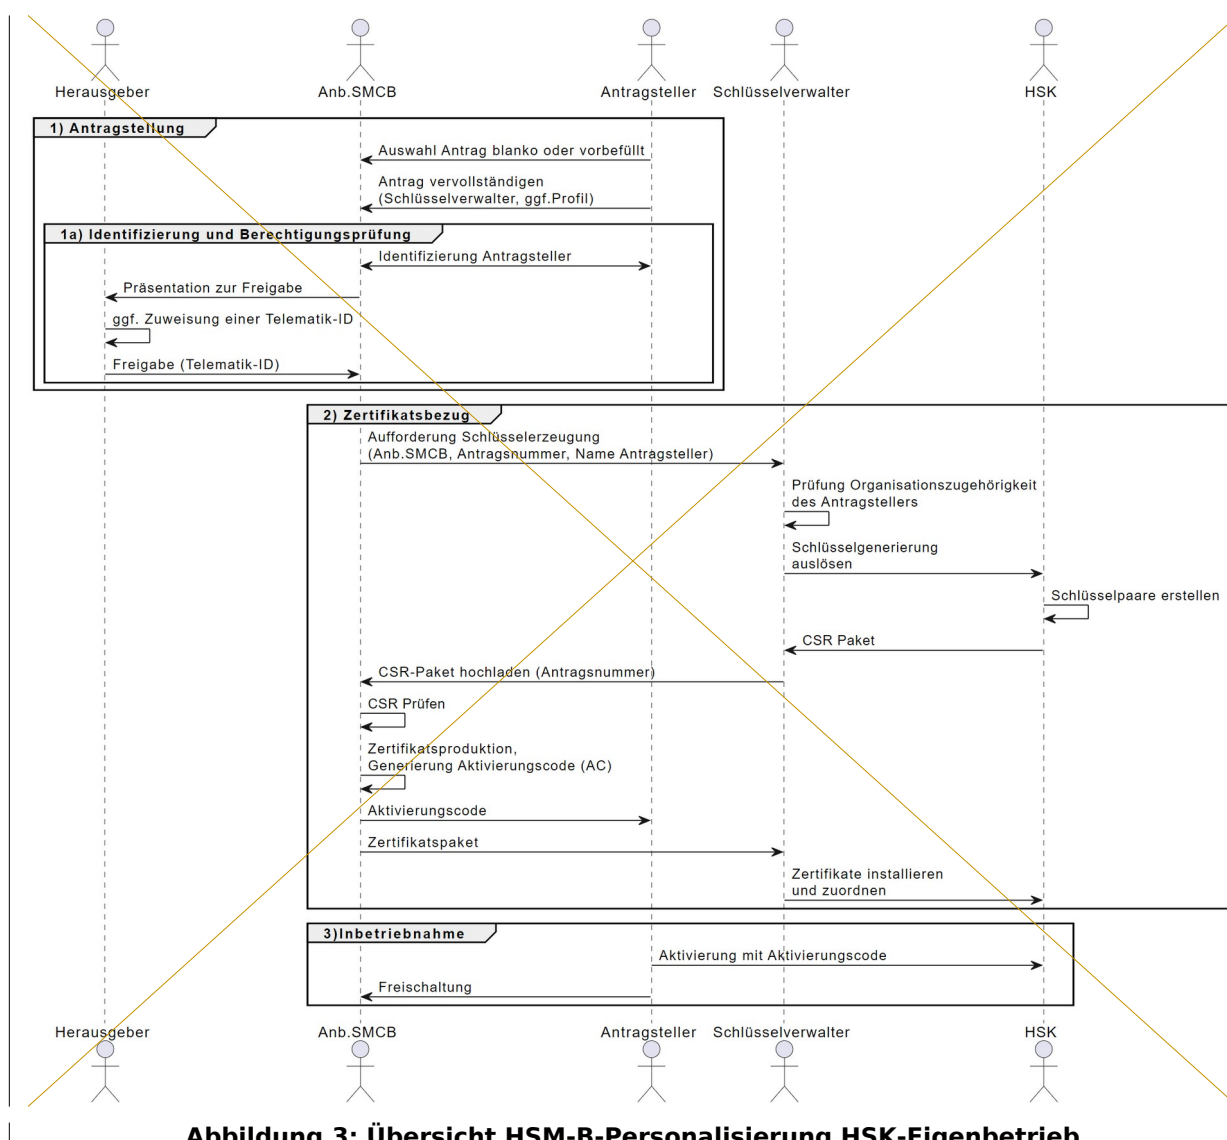 Herausgeber
Anb.SMCB
Antragsteller
Schlüsselverwalter
HSK
1) Antragstellung
Auswahl Antrag blanko oder vorbefüllt
Antrag vervollständigen
(Schlüsselverwalter, ggf.Profil)
1a) Identifizierung und Berechtigungsprüfung
Identifizierung Antragsteller
Präsentation zur Freigabe
ggf. Zuweisung einer Telematik-ID
Freigabe (Telematik-ID)
2) Zertifikatsbezug
Aufforderung Schlüsselerzeugung
(Anb.SMCB, Antragsnummer, Name Antragsteller)
Prüfung Organisationszugehörigkeit
des Antragstellers
Schlüsselgenerierung
auslösen
Schlüsselpaare erstellen
CSR Paket
CSR-Paket hochladen (Antragsnummer)
CSR Prüfen
Zertifikatsproduktion,
Generierung Aktivierungscode (AC)
Aktivierungscode
Zertifikatspaket
Zertifikate installieren
und zuordnen
3)Inbetriebnahme
Aktivierung mit Aktivierungscode
Freischaltung
Herausgeber
Anb.SMCB
Antragsteller
Schlüsselverwalter
HSK
Abbildung 3: Übersicht HSM-B-Personalisierung HSK-Eigenbetrieb